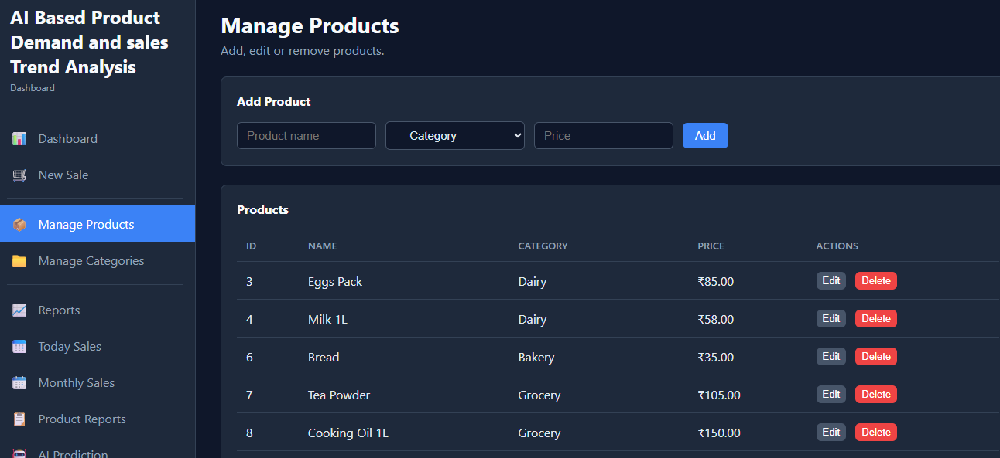 AI Based Product
Demand and sales
Trend Analysis
Dashboard
Dashboard
New Sale
Manage Products
Manage Categories
Reports
Today Sales
Monthly Sales
Product Reports
AI Prediction
Manage Products
Add, edit or remove products.
Add Product
Product name -- Category -- Price Add
Products
ID NAME CATEGORY PRICE ACTIONS
3 Eggs Pack Dairy ₹85.00 Edit Delete
4 Milk 1L Dairy ₹58.00 Edit Delete
6 Bread Bakery ₹35.00 Edit Delete
7 Tea Powder Grocery ₹105.00 Edit Delete
8 Cooking Oil 1L Grocery ₹150.00 Edit Delete